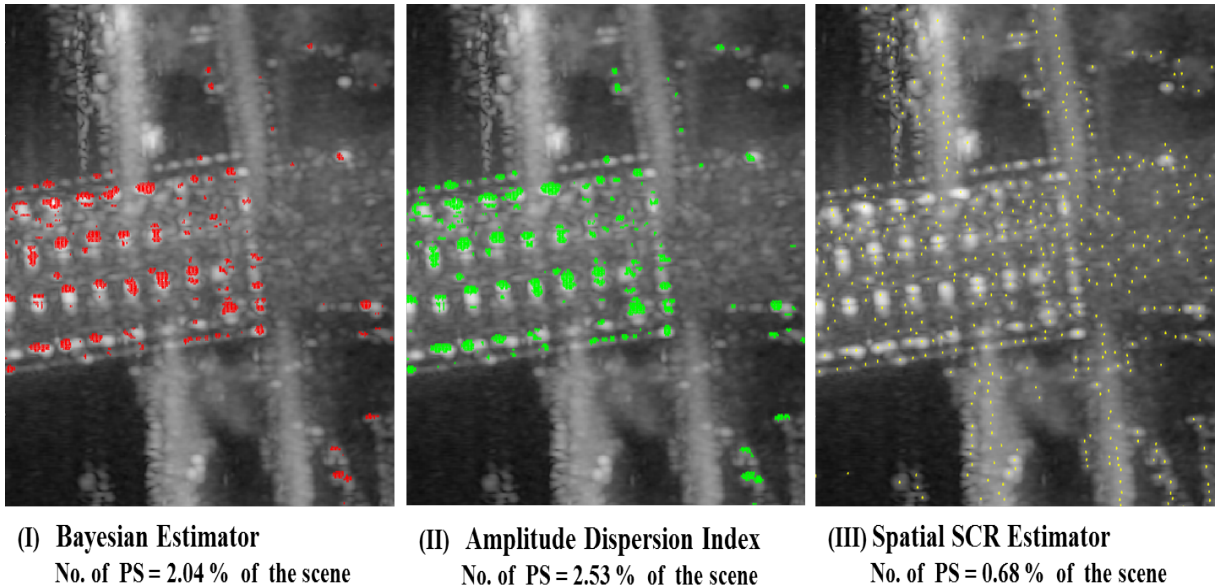 (I) Bayesian Estimator
No. of PS = 2.04 % of the scene
(II) Amplitude Dispersion Index
No. of PS = 2.53 % of the scene
(III) Spatial SCR Estimator
No. of PS = 0.68 % of the scene